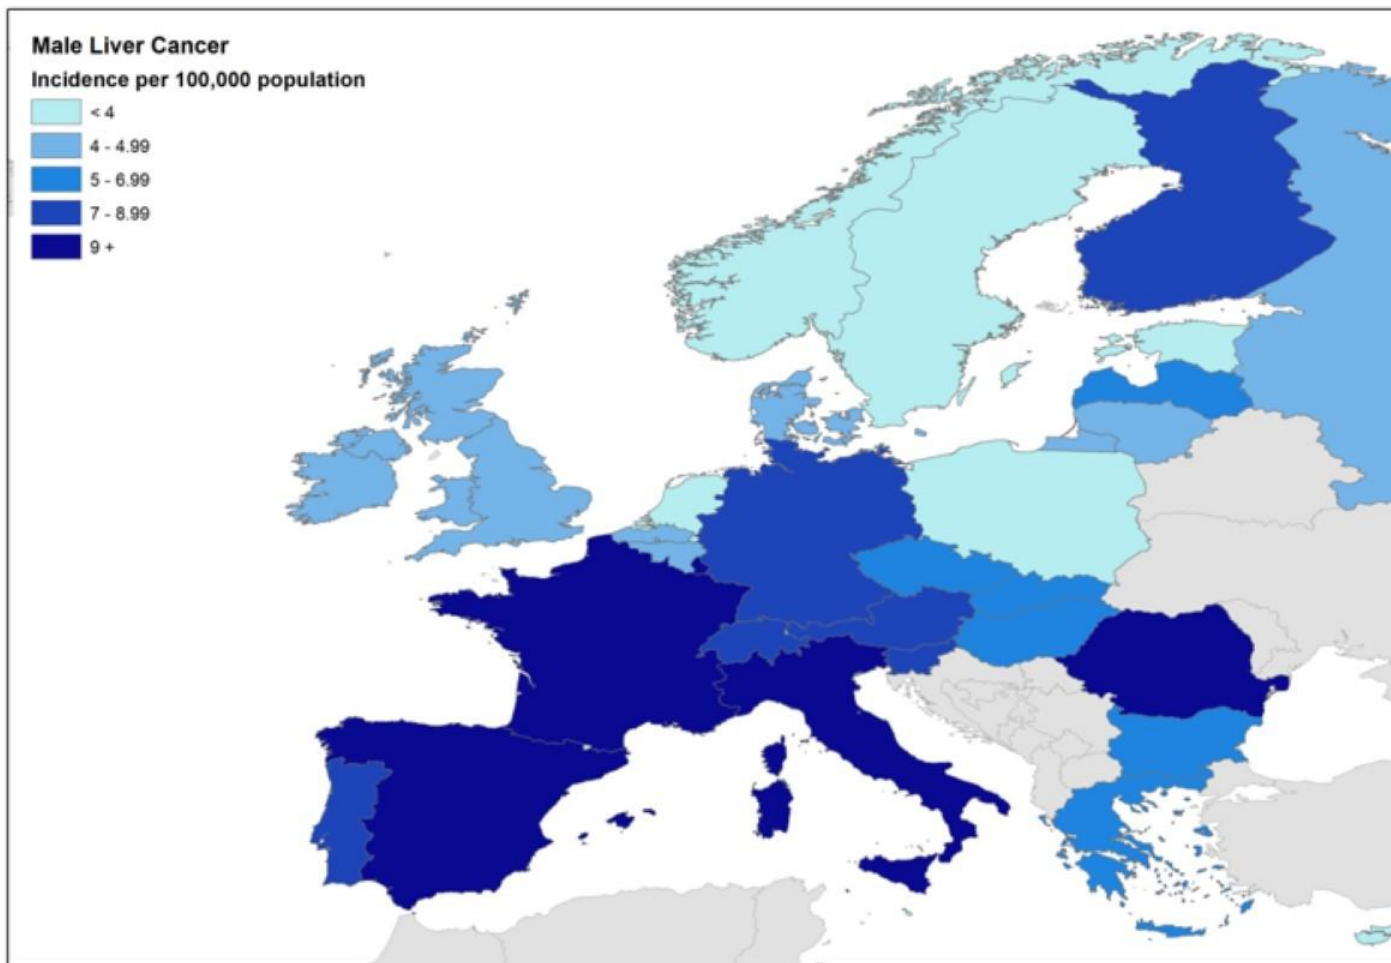 Male Liver Cancer
Incidence per 100,000 population
< 4
4 - 4.99
5 - 6.99
7 - 8.99
9 +